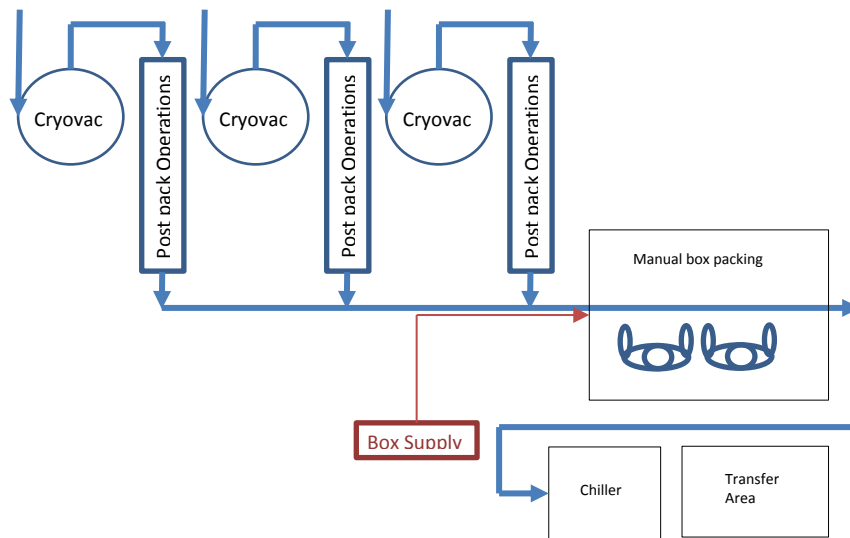 Cryovac
Post pack Operations
Cryovac
Post pack Operations
Cryovac
Post pack Operations
Manual box packing
Box Supply
Chiller
Transfer
Area